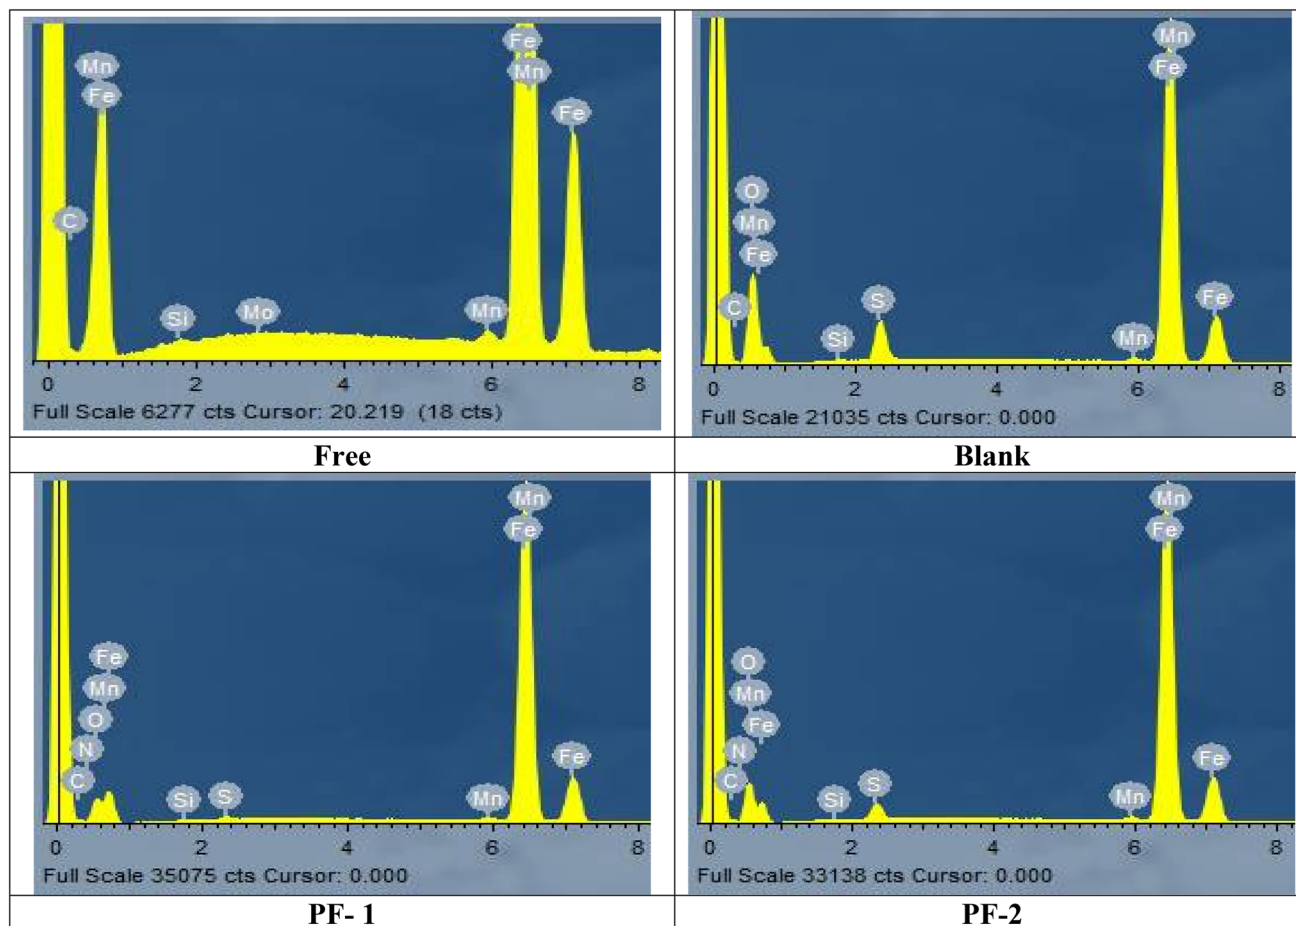 Mn
Fe
C
Si
Mo
Mn
Fe
Mn
Fe
0 2 4 6 8
Full Scale 6277 cts Cursor: 20.219 (18 cts)
Free
O
Mn
Fe
C
Si
S
Mn
Mn
Fe
Fe
0 2 4 6 8
Full Scale 21035 cts Cursor: 0.000
Blank
Fe
Mn
O
N
C
Si
S
Mn
Mn
Fe
Fe
0 2 4 6 8
Full Scale 35075 cts Cursor: 0.000
PF- 1
O
Mn
Fe
N
C
Si
S
Mn
Mn
Fe
Fe
0 2 4 6 8
Full Scale 33138 cts Cursor: 0.000
PF-2